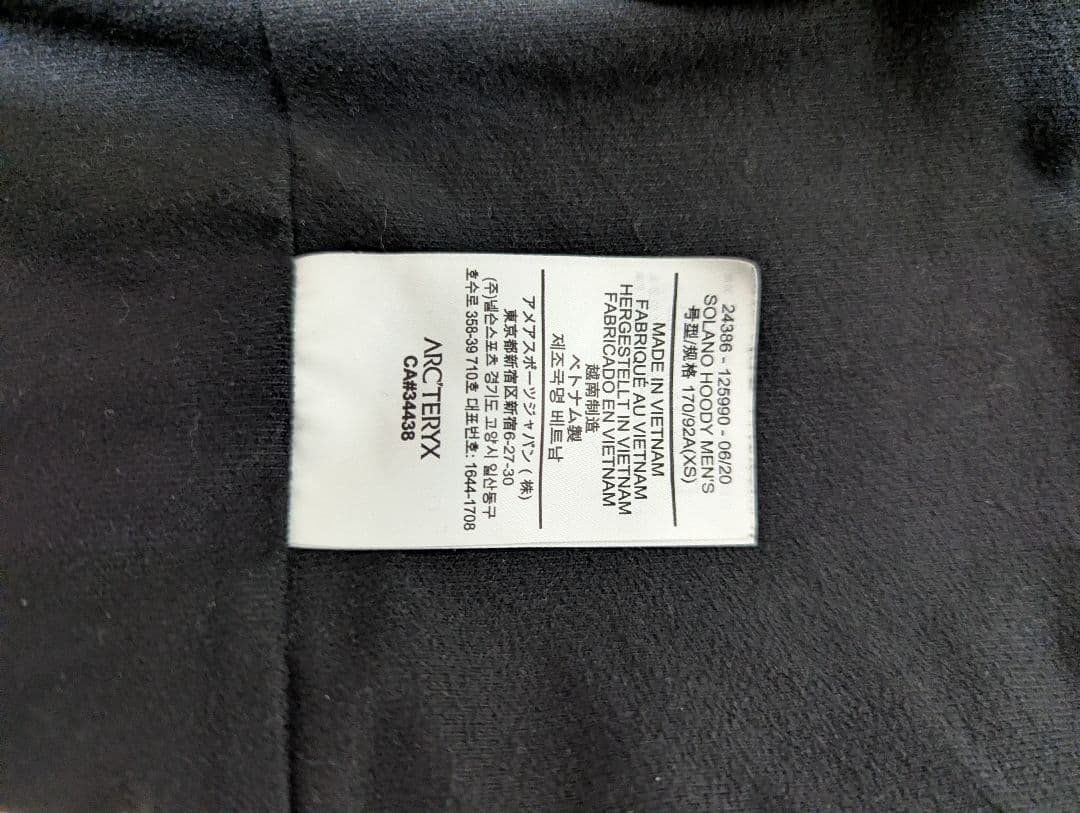 24386 - 125990 - 06/20
SOLANO HOODY MEN'S
号型/规格 170/92A(XS)
MADE IN VIETNAM
FABRIQUÉ AU VIETNAM
HERGESTELLT IN VIETNAM
FABRICADO EN VIETNAM
越南制造
ベトナム製
제조국명 베트남
アメアスポーツジャパン ( 株)
東京都新宿区新宿6-27-30
(주)넬슨스포츠 경기도 고양시 일산동구
호수로 358-39 710호 대표번호: 1644-1708
ARC'TERYX
CA#34438